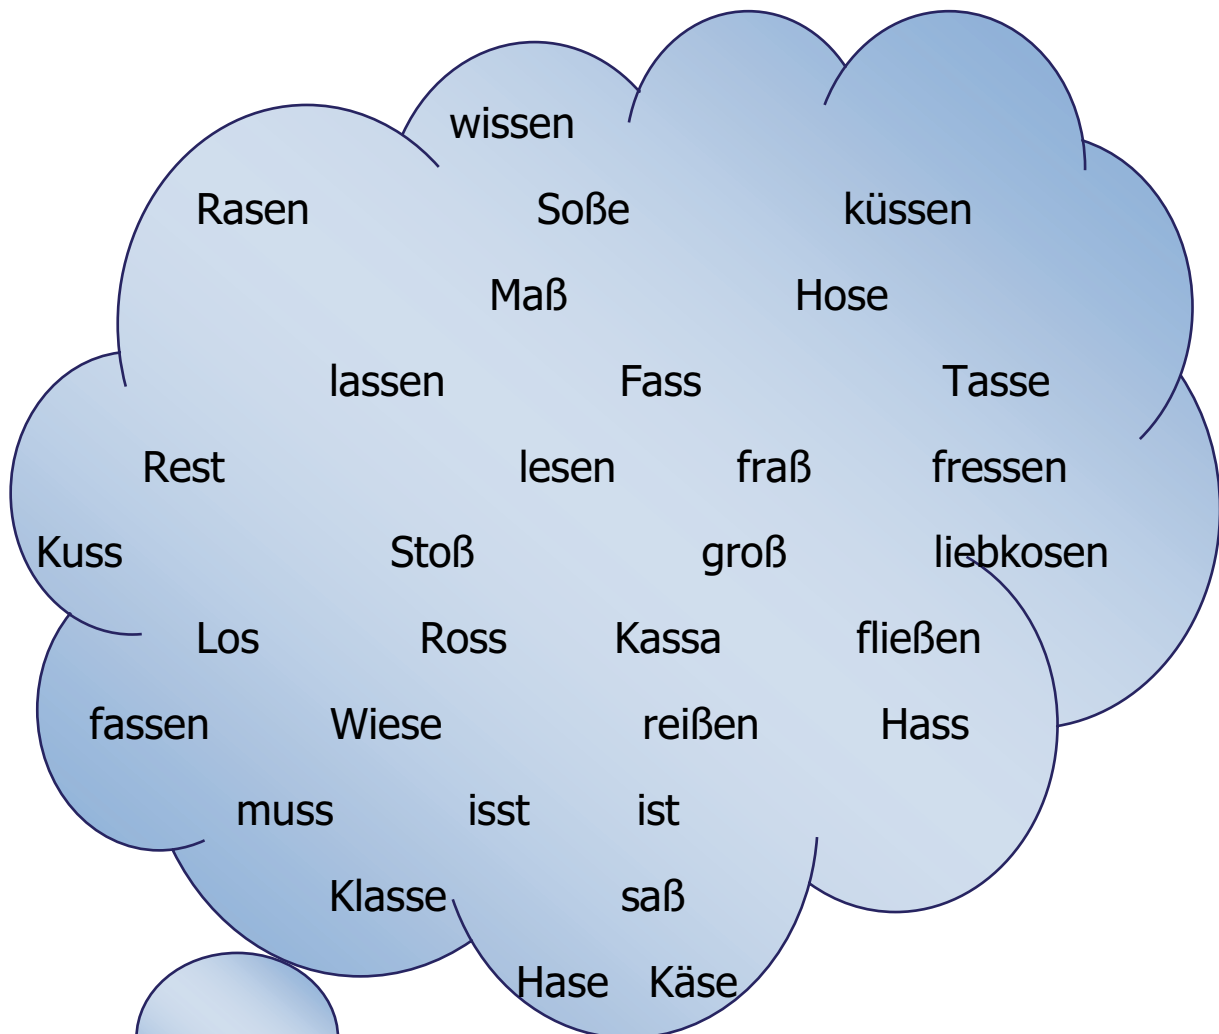 wissen
Rasen Soße küssen
Maß Hose
lassen Fass Tasse
Rest lesen fraß fressen
Kuss Stoß groß liebkosen
Los Ross Kassa fließen
fassen Wiese reißen Hass
muss isst ist
Klasse saß
Hase Käse